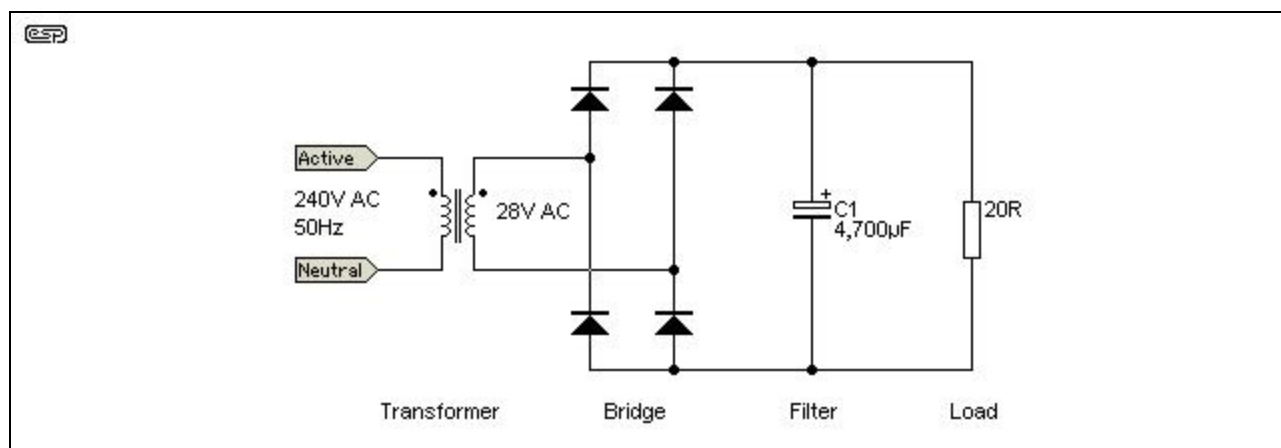 esp
Active
240V AC
50Hz
Neutral
28V AC
+
C1
4,700µF
20R
Transformer Bridge Filter Load